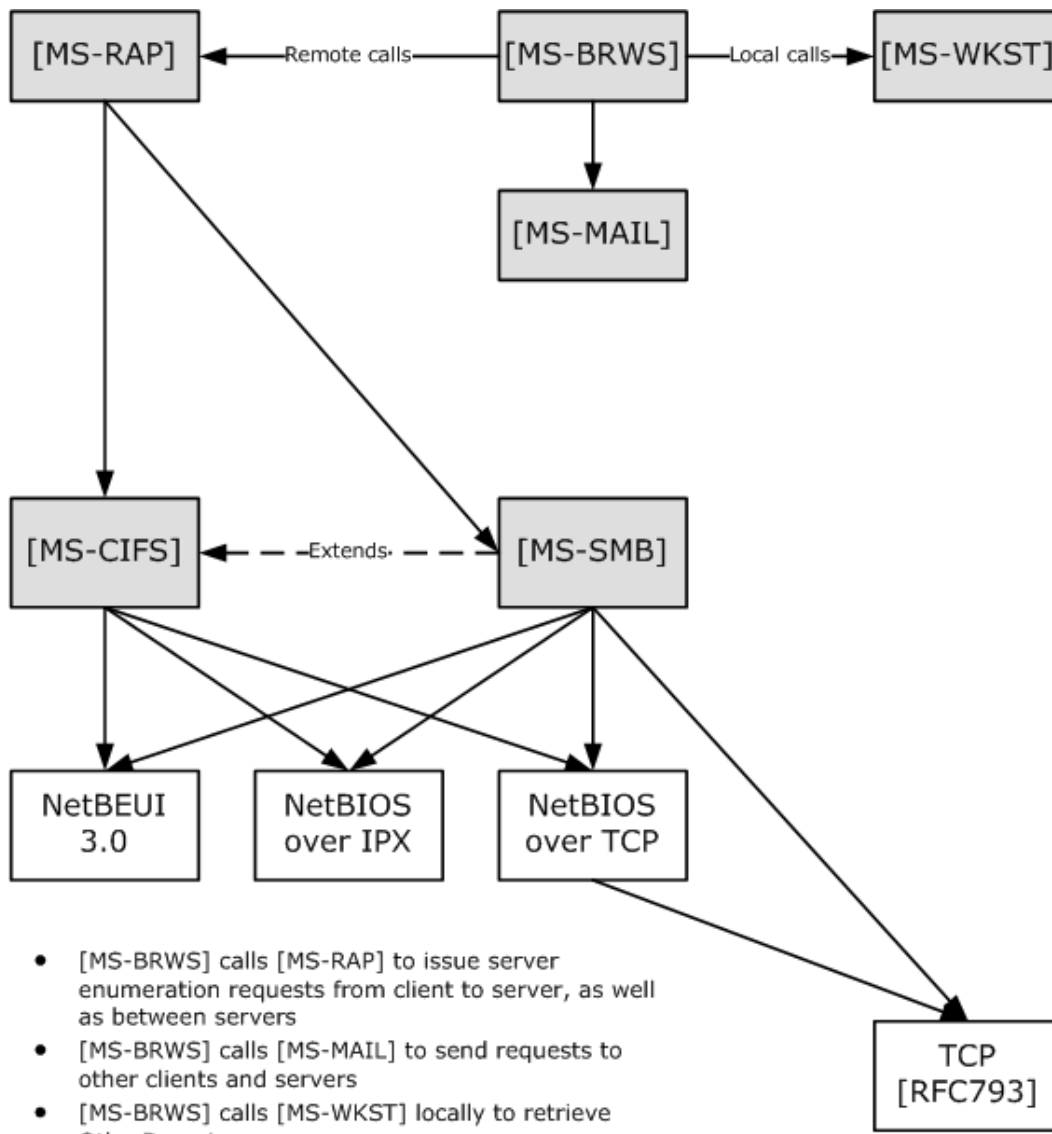 [MS-RAP]
Remote calls
[MS-BRWS]
Local calls
[MS-WKST]
[MS-MAIL]
[MS-CIFS]
Extends
[MS-SMB]
NetBEUI
3.0
NetBIOS
over IPX
NetBIOS
over TCP
• [MS-BRWS] calls [MS-RAP] to issue server
enumeration requests from client to server, as well
as between servers
• [MS-BRWS] calls [MS-MAIL] to send requests to
other clients and servers
• [MS-BRWS] calls [MS-WKST] locally to retrieve
TCP
[RFC793]